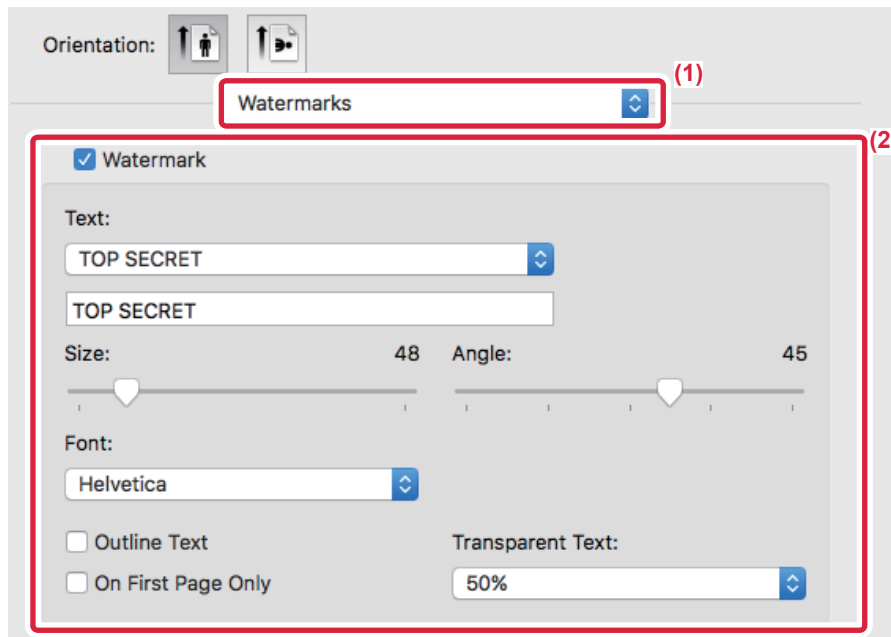 Orientation:
(1)
Watermarks
(2
Watermark
Text:
TOP SECRET
TOP SECRET
Size: 48 Angle: 45
Font:
Helvetica
Outline Text Transparent Text:
On First Page Only 50%